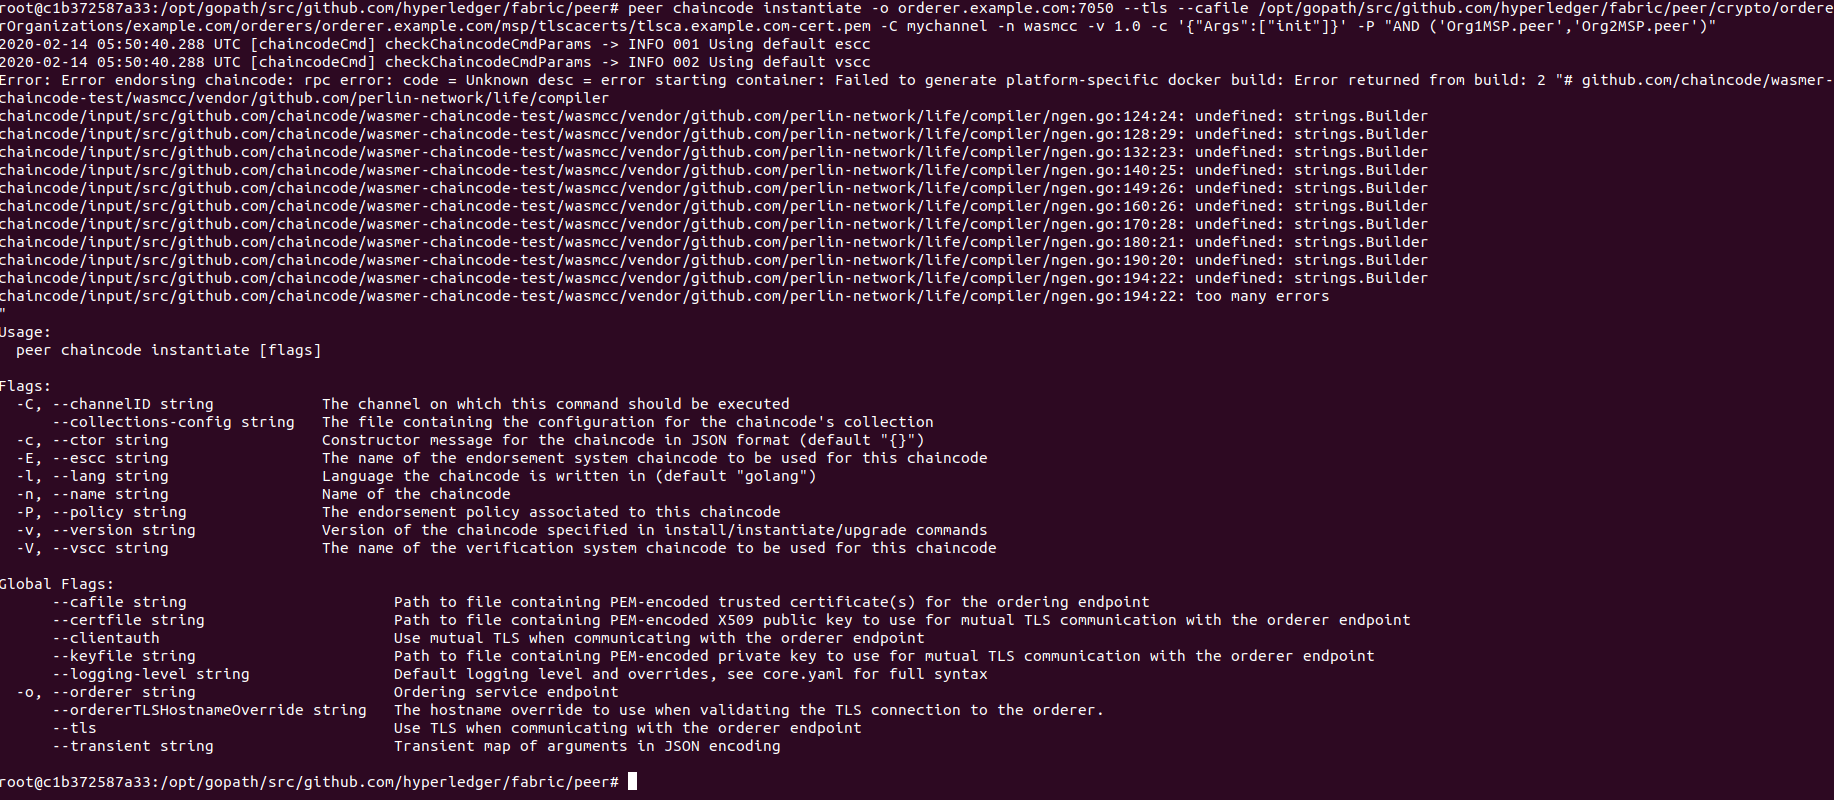 root@c1b372587a33:/opt/gopath/src/github.com/hyperledger/fabric/peer# peer chaincode instantiate -o orderer.example.com:7050 --tls --cafile /opt/gopath/src/github.com/hyperledger/fabric/peer/crypto/ordere
rOrganizations/example.com/orderers/orderer.example.com/msp/tlscacerts/tlsca.example.com-cert.pem -C mychannel -n wasmcc -v 1.0 -c '{"Args":["init"]}' -P "AND ('Org1MSP.peer','Org2MSP.peer')"
2020-02-14 05:50:40.288 UTC [chaincodeCmd] checkChaincodeCmdParams -> INFO 001 Using default escc
2020-02-14 05:50:40.288 UTC [chaincodeCmd] checkChaincodeCmdParams -> INFO 002 Using default vscc
Error: Error endorsing chaincode: rpc error: code = Unknown desc = error starting container: Failed to generate platform-specific docker build: Error returned from build: 2 "# github.com/chaincode/wasmer-
chaincode-test/wasmcc/vendor/github.com/perlin-network/life/compiler
chaincode/input/src/github.com/chaincode/wasmer-chaincode-test/wasmcc/vendor/github.com/perlin-network/life/compiler/ngen.go:124:24: undefined: strings.Builder
chaincode/input/src/github.com/chaincode/wasmer-chaincode-test/wasmcc/vendor/github.com/perlin-network/life/compiler/ngen.go:128:29: undefined: strings.Builder
chaincode/input/src/github.com/chaincode/wasmer-chaincode-test/wasmcc/vendor/github.com/perlin-network/life/compiler/ngen.go:132:23: undefined: strings.Builder
chaincode/input/src/github.com/chaincode/wasmer-chaincode-test/wasmcc/vendor/github.com/perlin-network/life/compiler/ngen.go:140:25: undefined: strings.Builder
chaincode/input/src/github.com/chaincode/wasmer-chaincode-test/wasmcc/vendor/github.com/perlin-network/life/compiler/ngen.go:149:26: undefined: strings.Builder
chaincode/input/src/github.com/chaincode/wasmer-chaincode-test/wasmcc/vendor/github.com/perlin-network/life/compiler/ngen.go:160:26: undefined: strings.Builder
chaincode/input/src/github.com/chaincode/wasmer-chaincode-test/wasmcc/vendor/github.com/perlin-network/life/compiler/ngen.go:170:28: undefined: strings.Builder
chaincode/input/src/github.com/chaincode/wasmer-chaincode-test/wasmcc/vendor/github.com/perlin-network/life/compiler/ngen.go:180:21: undefined: strings.Builder
chaincode/input/src/github.com/chaincode/wasmer-chaincode-test/wasmcc/vendor/github.com/perlin-network/life/compiler/ngen.go:190:20: undefined: strings.Builder
chaincode/input/src/github.com/chaincode/wasmer-chaincode-test/wasmcc/vendor/github.com/perlin-network/life/compiler/ngen.go:194:22: undefined: strings.Builder
chaincode/input/src/github.com/chaincode/wasmer-chaincode-test/wasmcc/vendor/github.com/perlin-network/life/compiler/ngen.go:194:22: too many errors
"
Usage:
  peer chaincode instantiate [flags]

Flags:
  -C, --channelID string            The channel on which this command should be executed
      --collections-config string   The file containing the configuration for the chaincode's collection
  -c, --ctor string                 Constructor message for the chaincode in JSON format (default "{}")
  -E, --escc string                 The name of the endorsement system chaincode to be used for this chaincode
  -l, --lang string                 Language the chaincode is written in (default "golang")
  -n, --name string                 Name of the chaincode
  -P, --policy string               The endorsement policy associated to this chaincode
  -v, --version string              Version of the chaincode specified in install/instantiate/upgrade commands
  -V, --vscc string                 The name of the verification system chaincode to be used for this chaincode

Global Flags:
      --cafile string                       Path to file containing PEM-encoded trusted certificate(s) for the ordering endpoint
      --certfile string                     Path to file containing PEM-encoded X509 public key to use for mutual TLS communication with the orderer endpoint
      --clientauth                          Use mutual TLS when communicating with the orderer endpoint
      --keyfile string                      Path to file containing PEM-encoded private key to use for mutual TLS communication with the orderer endpoint
      --logging-level string                Default logging level and overrides, see core.yaml for full syntax
  -o, --orderer string                      Ordering service endpoint
      --ordererTLSHostnameOverride string   The hostname override to use when validating the TLS connection to the orderer.
      --tls                                 Use TLS when communicating with the orderer endpoint
      --transient string                    Transient map of arguments in JSON encoding

root@c1b372587a33:/opt/gopath/src/github.com/hyperledger/fabric/peer#